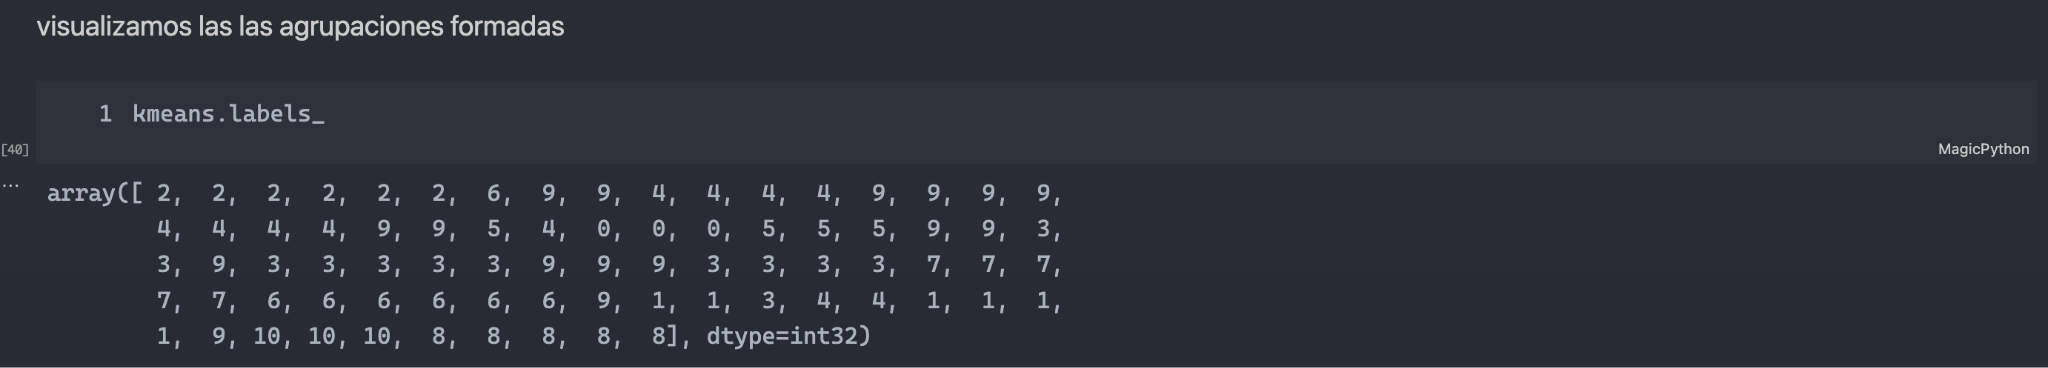 visualizamos las las agrupaciones formadas
1 kmeans.labels_
[40]
MagicPython
... array([ 2, 2, 2, 2, 2, 2, 6, 9, 9, 4, 4, 4, 4, 9, 9, 9, 9,
4, 4, 4, 4, 9, 9, 5, 4, 0, 0, 0, 5, 5, 5, 9, 9, 3,
3, 9, 3, 3, 3, 3, 3, 9, 9, 9, 3, 3, 3, 3, 7, 7, 7,
7, 7, 6, 6, 6, 6, 6, 6, 9, 1, 1, 3, 4, 4, 1, 1, 1,
1, 9, 10, 10, 10, 8, 8, 8, 8, 8], dtype=int32)